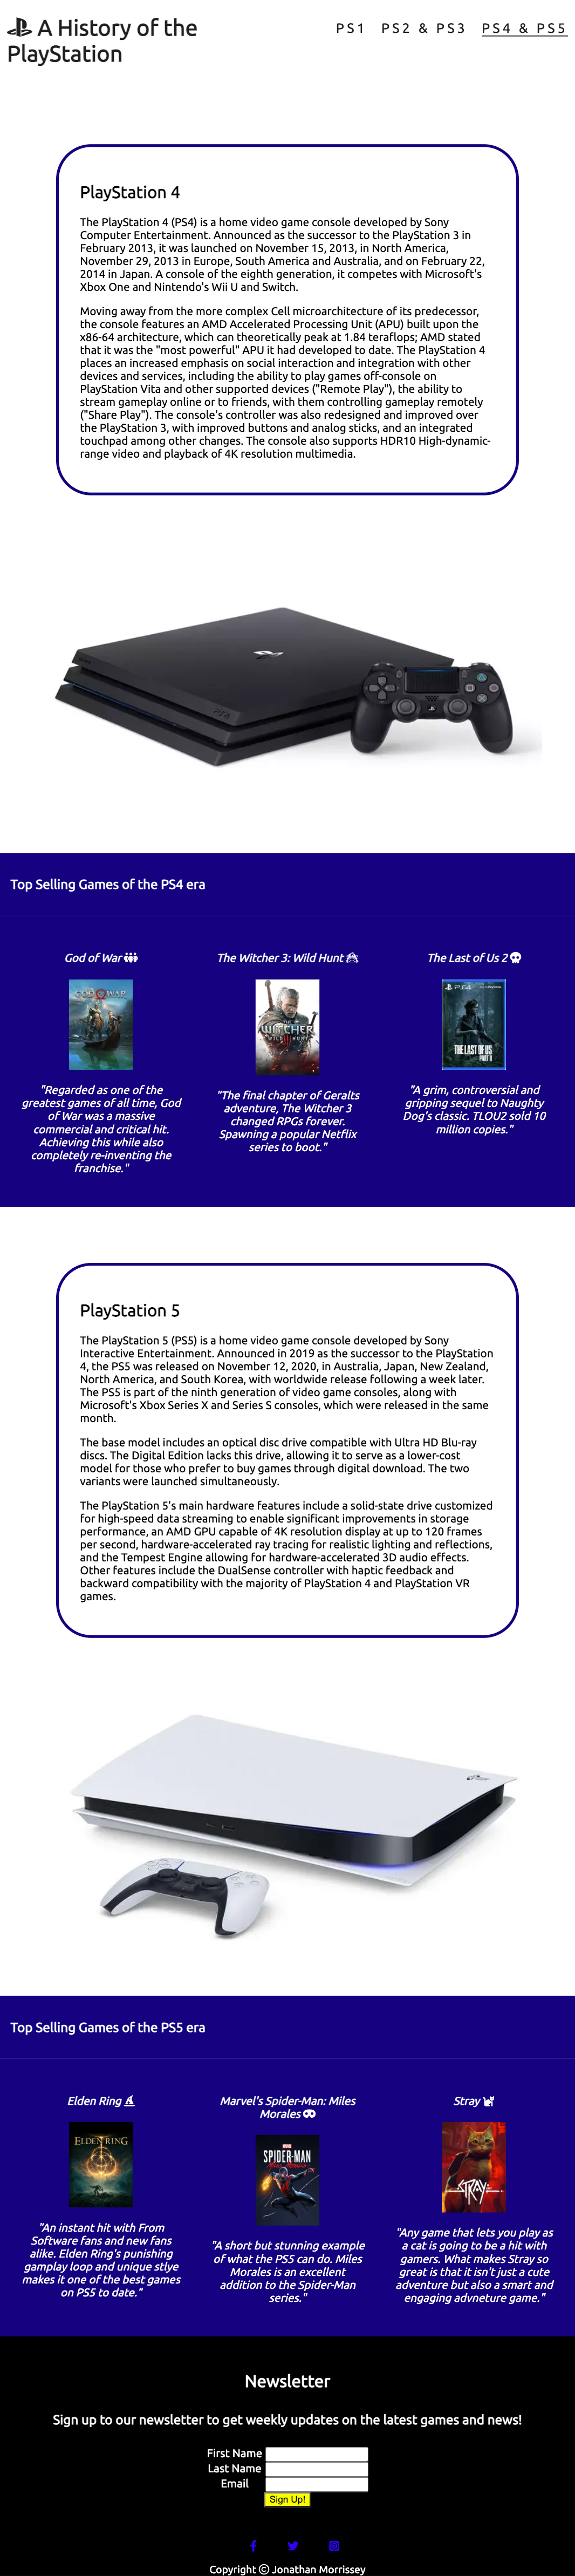 A History of the
PlayStation
PS1 PS2 & PS3 PS4 & PS5
PlayStation 4
The PlayStation 4 (PS4) is a home video game console developed by Sony
Computer Entertainment. Announced as the successor to the PlayStation 3 in
February 2013, it was launched on November 15, 2013, in North America,
November 29, 2013 in Europe, South America and Australia, and on February 22,
2014 in Japan. A console of the eighth generation, it competes with Microsoft's
Xbox One and Nintendo's Wii U and Switch.
Moving away from the more complex Cell microarchitecture of its predecessor,
the console features an AMD Accelerated Processing Unit (APU) built upon the
x86-64 architecture, which can theoretically peak at 1.84 teraflops; AMD stated
that it was the "most powerful" APU it had developed to date. The PlayStation 4
places an increased emphasis on social interaction and integration with other
devices and services, including the ability to play games off-console on
PlayStation Vita and other supported devices ("Remote Play"), the ability to
stream gameplay online or to friends, with them controlling gameplay remotely
("Share Play"). The console's controller was also redesigned and improved over
the PlayStation 3, with improved buttons and analog sticks, and an integrated
touchpad among other changes. The console also supports HDR10 High-dynamic-
range video and playback of 4K resolution multimedia.
PS4
Top Selling Games of the PS4 era
God of War
GOD WAR
"Regarded as one of the
greatest games of all time, God
of War was a massive
commercial and critical hit.
Achieving this while also
completely re-inventing the
franchise."
The Witcher 3: Wild Hunt
THE
WITCHER
WILD HUNT
"The final chapter of Geralts
adventure, The Witcher 3
changed RPGs forever.
Spawning a popular Netflix
series to boot."
The Last of Us 2
PS4
THE LAST OF US
PART II
"A grim, controversial and
gripping sequel to Naughty
Dog's classic. TLOU2 sold 10
million copies."
PlayStation 5
The PlayStation 5 (PS5) is a home video game console developed by Sony
Interactive Entertainment. Announced in 2019 as the successor to the PlayStation
4, the PS5 was released on November 12, 2020, in Australia, Japan, New Zealand,
North America, and South Korea, with worldwide release following a week later.
The PS5 is part of the ninth generation of video game consoles, along with
Microsoft's Xbox Series X and Series S consoles, which were released in the same
month.
The base model includes an optical disc drive compatible with Ultra HD Blu-ray
discs. The Digital Edition lacks this drive, allowing it to serve as a lower-cost
model for those who prefer to buy games through digital download. The two
variants were launched simultaneously.
The PlayStation 5's main hardware features include a solid-state drive customized
for high-speed data streaming to enable significant improvements in storage
performance, an AMD GPU capable of 4K resolution display at up to 120 frames
per second, hardware-accelerated ray tracing for realistic lighting and reflections,
and the Tempest Engine allowing for hardware-accelerated 3D audio effects.
Other features include the DualSense controller with haptic feedback and
backward compatibility with the majority of PlayStation 4 and PlayStation VR
games.
Top Selling Games of the PS5 era
Elden Ring
ELDEN RING
"An instant hit with From
Software fans and new fans
alike. Elden Ring's punishing
gamplay loop and unique stlye
makes it one of the best games
on PS5 to date."
Marvel's Spider-Man: Miles
Morales
SPIDER-MAN
"A short but stunning example
of what the PS5 can do. Miles
Morales is an excellent
addition to the Spider-Man
series."
Stray
STRAY
"Any game that lets you play as
a cat is going to be a hit with
gamers. What makes Stray so
great is that it isn't just a cute
adventure but also a smart and
engaging advneture game."
Newsletter
Sign up to our newsletter to get weekly updates on the latest games and news!
First Name
Last Name
Email
Sign Up!
Copyright © Jonathan Morrissey